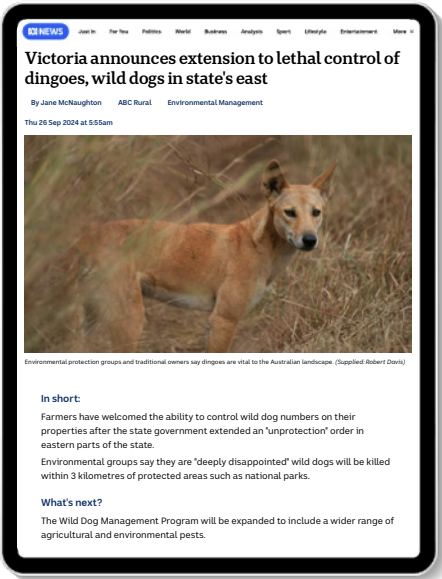 NEWS Just In For You Politics World Business Analysis Sport Lifestyle Entertainment More
Victoria announces extension to lethal control of
dingoes, wild dogs in state's east
By Jane McNaughton ABC Rural Environmental Management
Thu 26 Sep 2024 at 5:55am
Environmental protection groups and traditional owners say dingoes are vital to the Australian landscape. (Supplied: Robert Davis)
In short:
Farmers have welcomed the ability to control wild dog numbers on their
properties after the state government extended an "unprotection" order in
eastern parts of the state.
Environmental groups say they are "deeply disappointed" wild dogs will be killed
within 3 kilometres of protected areas such as national parks.
What's next?
The Wild Dog Management Program will be expanded to include a wider range of
agricultural and environmental pests.